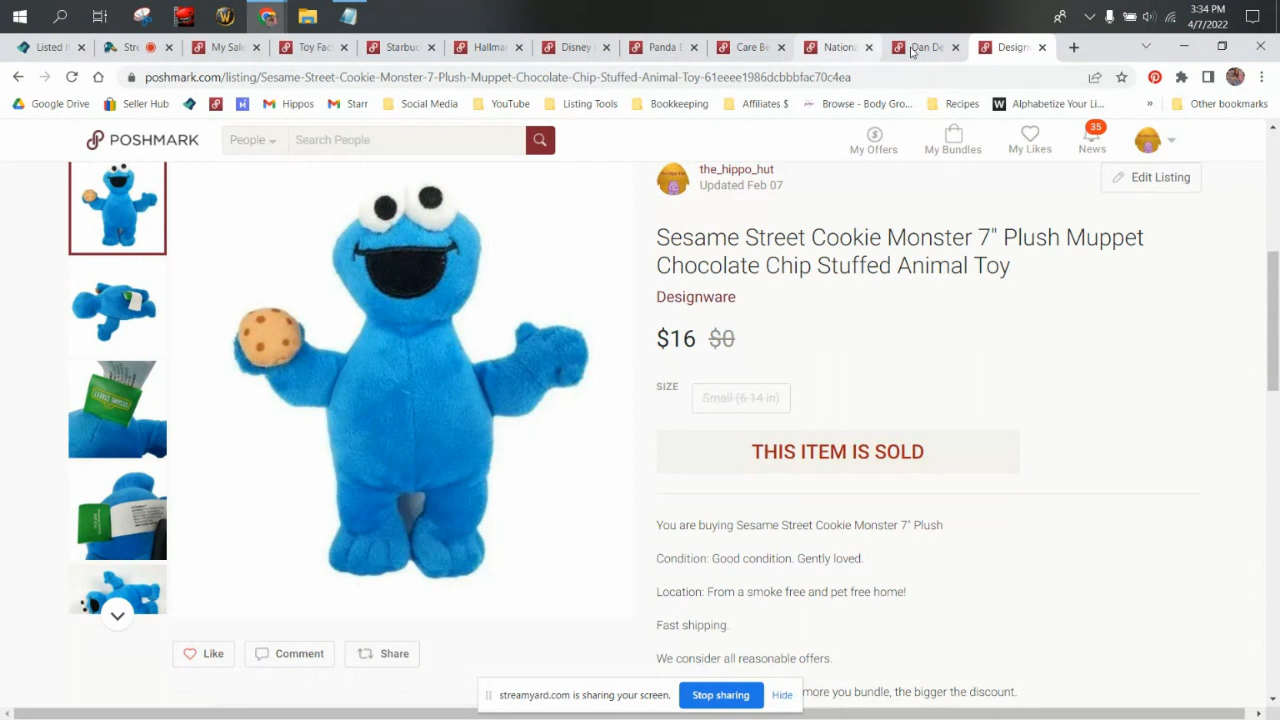 3:34 PM
4/7/2022
Listed
Stre
My Sale
Toy Fac
Starbuc
Hallma
Disney
Panda
Care Be
Nationa
Dan De
Design
poshmark.com/listing/Sesame-Street-Cookie-Monster-7-Plush-Muppet-Chocolate-Chip-Stuffed-Animal-Toy-61eeee1986dcbbbfac70c4ea
Google Drive
Seller Hub
Hippos
Starr
Social Media
YouTube
Listing Tools
Bookkeeping
Affiliates $
Browse - Body Gro...
Recipes
Alphabetize Your Li...
»
Other bookmarks
POSHMARK
People
Search People
My Offers
My Bundles
My Likes
35
News
the_hippo_hut
Updated Feb 07
Edit Listing
Sesame Street Cookie Monster 7" Plush Muppet
Chocolate Chip Stuffed Animal Toy
Designware
$16 $0
SIZE
Small (6-14 in)
THIS ITEM IS SOLD
You are buying Sesame Street Cookie Monster 7" Plush
Condition: Good condition. Gently loved.
Location: From a smoke free and pet free home!
Fast shipping.
We consider all reasonable offers.
more you bundle, the bigger the discount.
Like
Comment
Share
streamyard.com is sharing your screen.
Stop sharing
Hide